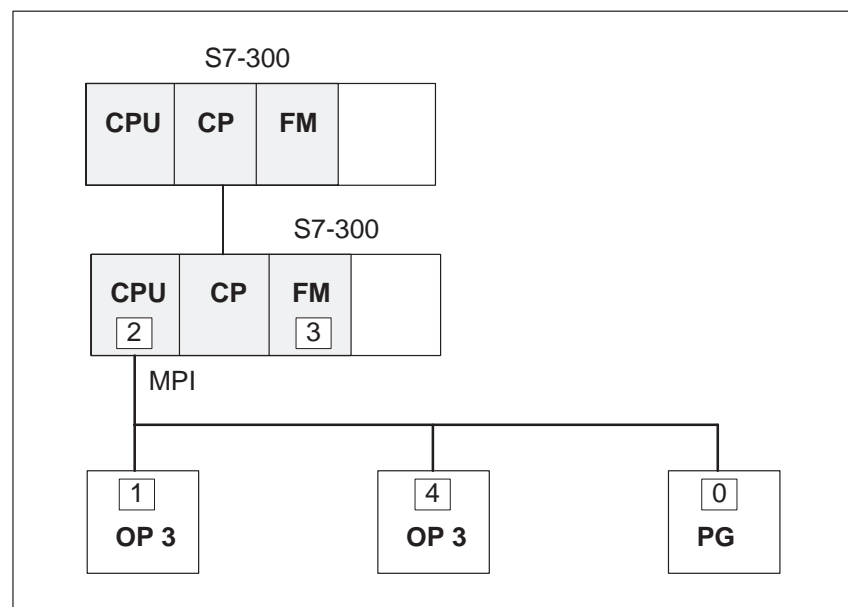 S7-300
CPU CP FM
S7-300
CPU CP FM
2 3
MPI
1 4 0
OP 3 OP 3 PG